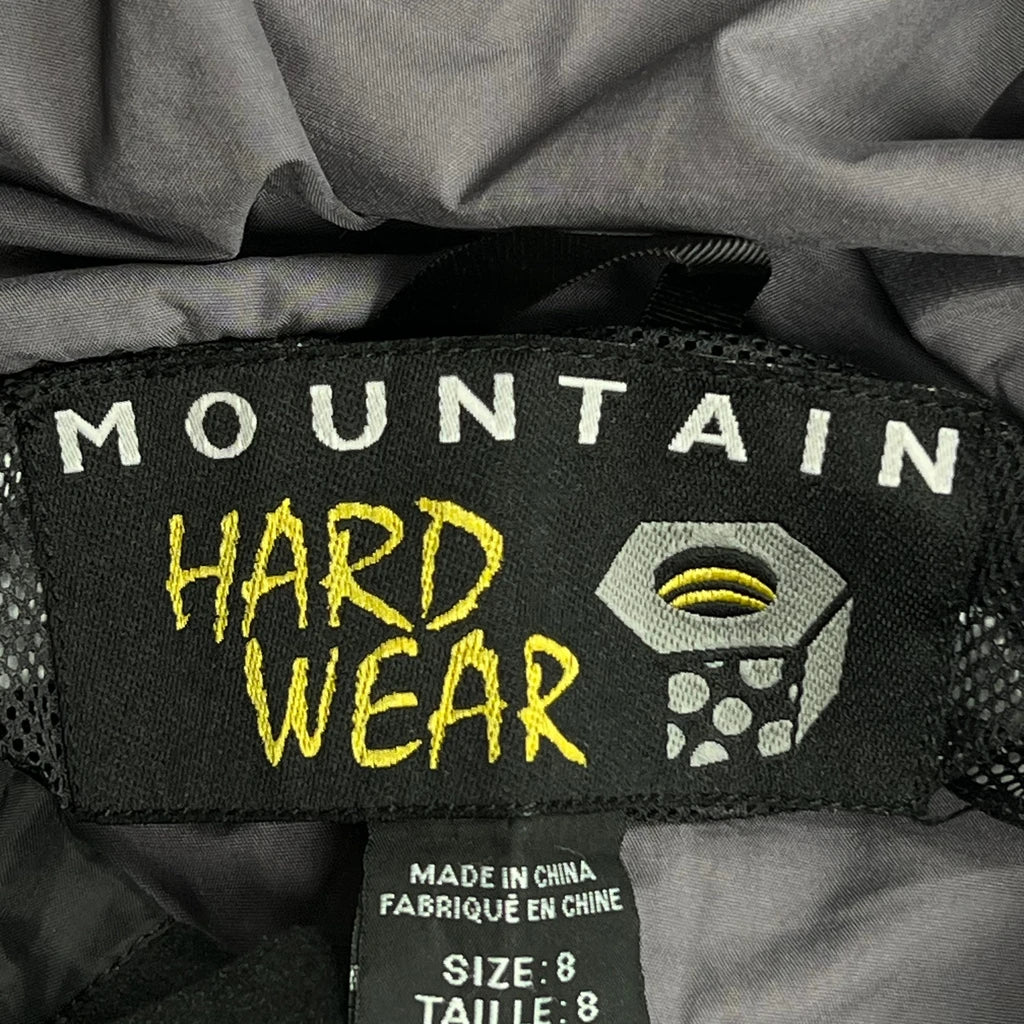 MOUNTAIN
HARD
WEAR
MADE IN CHINA
FABRIQUÉ EN CHINE
SIZE: 8
TAILLE: 8